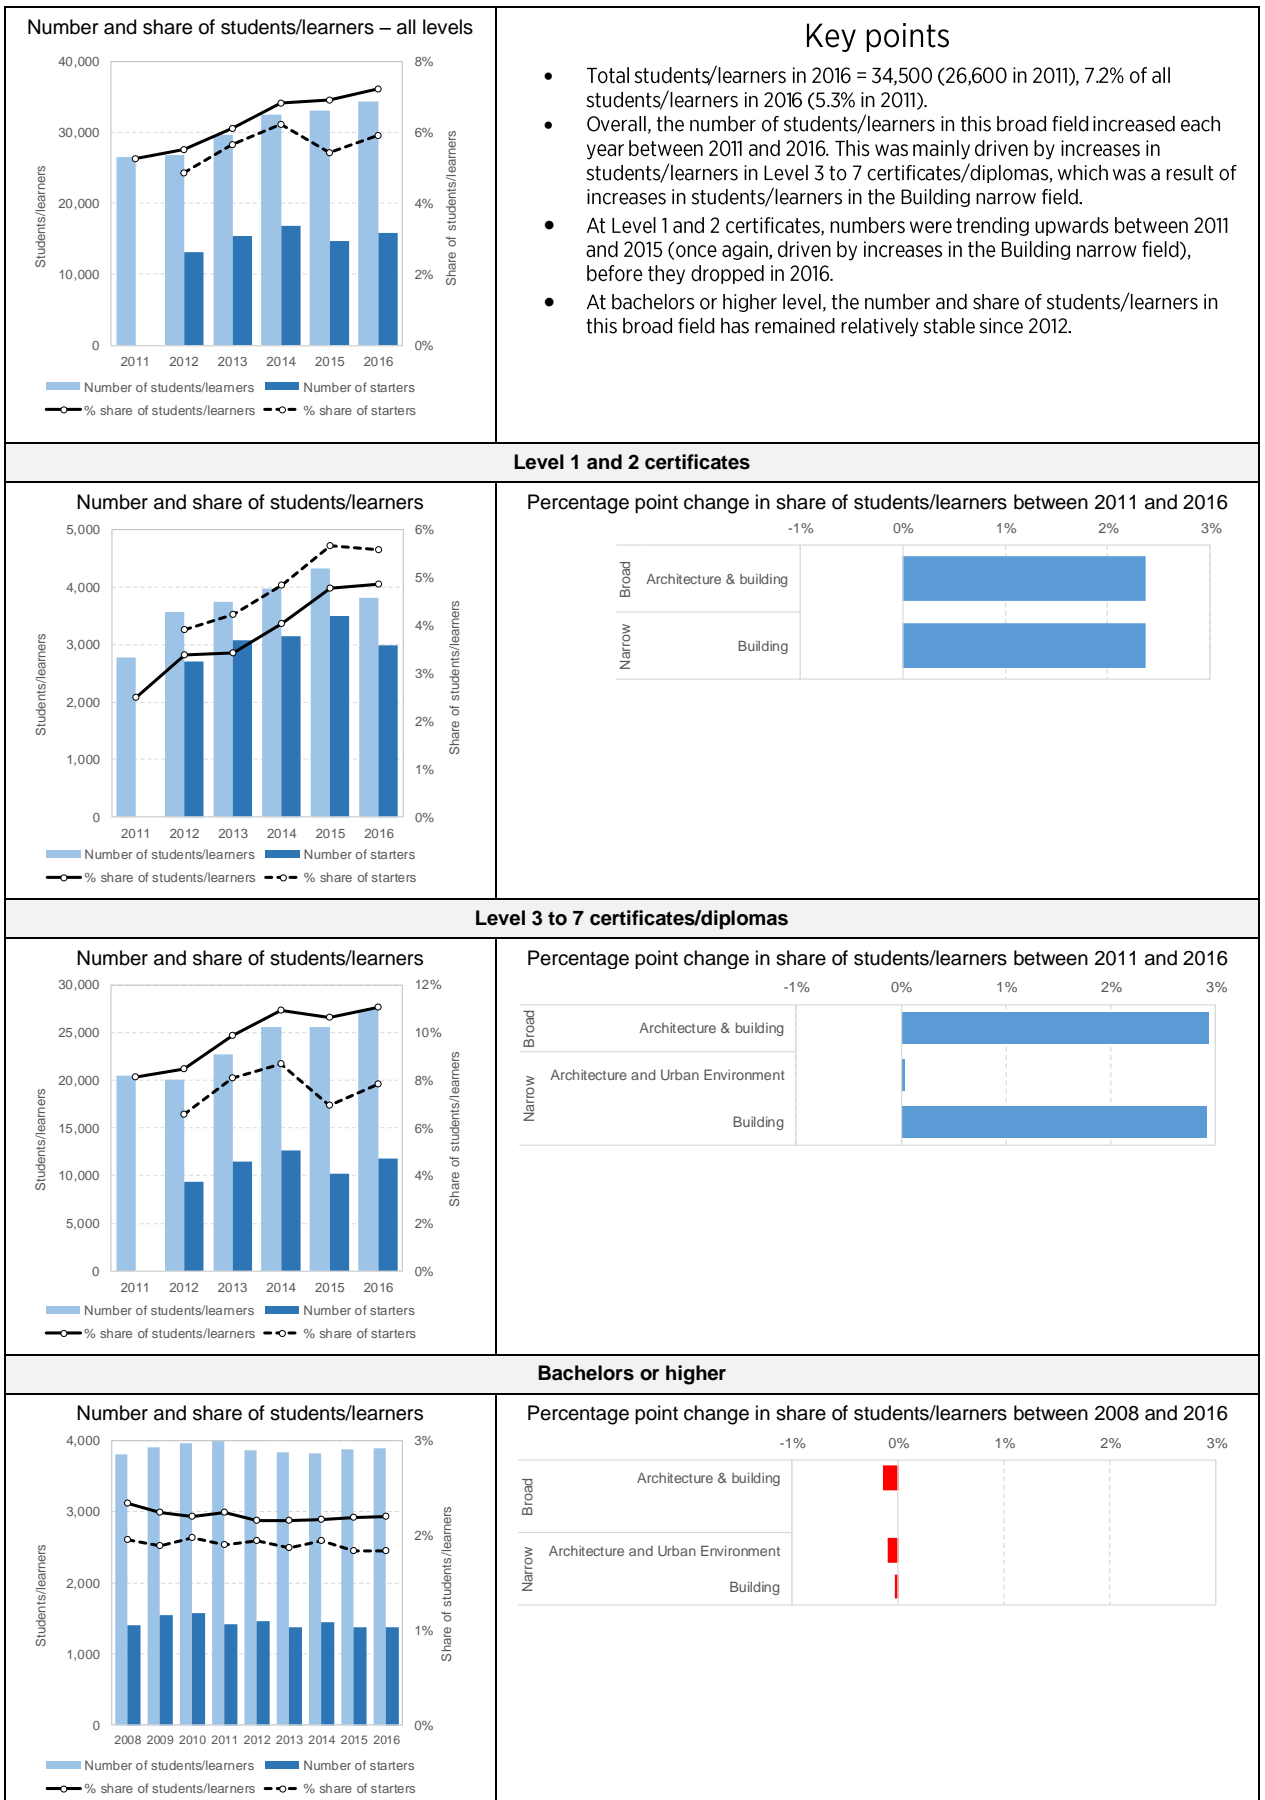 Number and share of students/learners – all levels
40,000
30,000
20,000
10,000
0
8%
6%
4%
2%
0%
Students/learners
Share of students/learners
2011 2012 2013 2014 2015 2016
Number of students/learners Number of starters
% share of students/learners % share of starters
Key points
• Total students/learners in 2016 = 34,500 (26,600 in 2011), 7.2% of all
students/learners in 2016 (5.3% in 2011).
• Overall, the number of students/learners in this broad field increased each
year between 2011 and 2016. This was mainly driven by increases in
students/learners in Level 3 to 7 certificates/diplomas, which was a result of
increases in students/learners in the Building narrow field.
• At Level 1 and 2 certificates, numbers were trending upwards between 2011
and 2015 (once again, driven by increases in the Building narrow field),
before they dropped in 2016.
• At bachelors or higher level, the number and share of students/learners in
this broad field has remained relatively stable since 2012.
Level 1 and 2 certificates
Number and share of students/learners
5,000
4,000
3,000
2,000
1,000
0
6%
5%
4%
3%
2%
1%
0%
Students/learners
Share of students/learners
2011 2012 2013 2014 2015 2016
Number of students/learners Number of starters
% share of students/learners % share of starters
Percentage point change in share of students/learners between 2011 and 2016
-1% 0% 1% 2% 3%
Broad
Architecture & building
Narrow
Building
Level 3 to 7 certificates/diplomas
Number and share of students/learners
30,000
25,000
20,000
15,000
10,000
5,000
0
12%
10%
8%
6%
4%
2%
0%
Students/learners
Share of students/learners
2011 2012 2013 2014 2015 2016
Number of students/learners Number of starters
% share of students/learners % share of starters
Percentage point change in share of students/learners between 2011 and 2016
-1% 0% 1% 2% 3%
Broad
Architecture & building
Narrow
Architecture and Urban Environment
Building
Bachelors or higher
Number and share of students/learners
4,000
3,000
2,000
1,000
0
3%
2%
1%
0%
Students/learners
Share of students/learners
2008 2009 2010 2011 2012 2013 2014 2015 2016
Number of students/learners Number of starters
% share of students/learners % share of starters
Percentage point change in share of students/learners between 2008 and 2016
-1% 0% 1% 2% 3%
Broad
Architecture & building
Narrow
Architecture and Urban Environment
Building